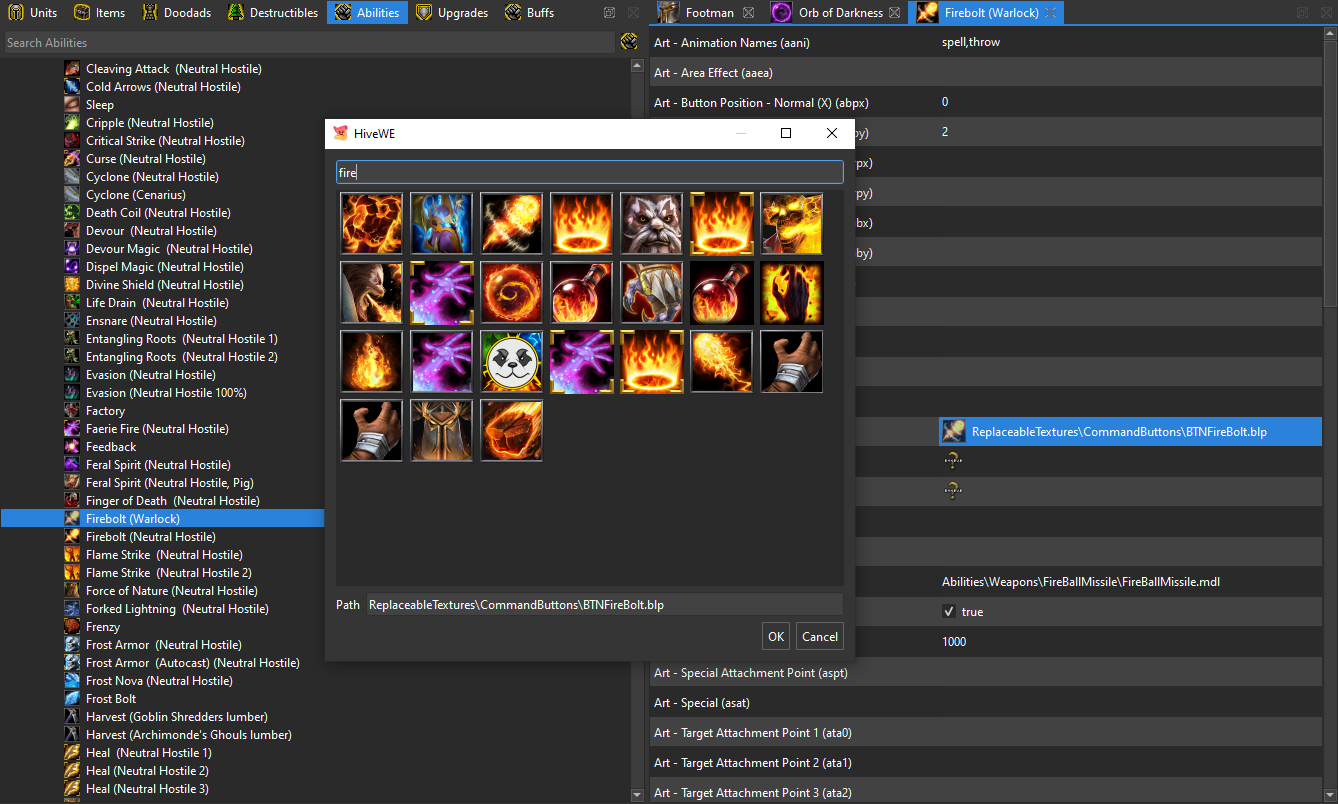 Units
Items
Doodads
Destructibles
Abilities
Upgrades
Buffs
Search Abilities
Cleaving Attack  (Neutral Hostile)
Cold Arrows (Neutral Hostile)
Sleep
Cripple (Neutral Hostile)
Critical Strike (Neutral Hostile)
Curse (Neutral Hostile)
Cyclone (Neutral Hostile)
Cyclone (Cenarius)
Death Coil (Neutral Hostile)
Devour  (Neutral Hostile)
Devour Magic  (Neutral Hostile)
Dispel Magic (Neutral Hostile)
Divine Shield (Neutral Hostile)
Life Drain  (Neutral Hostile)
Ensnare (Neutral Hostile)
Entangling Roots  (Neutral Hostile 1)
Entangling Roots  (Neutral Hostile 2)
Evasion (Neutral Hostile)
Evasion (Neutral Hostile 100%)
Factory
Faerie Fire (Neutral Hostile)
Feedback
Feral Spirit (Neutral Hostile)
Feral Spirit (Neutral Hostile, Pig)
Finger of Death  (Neutral Hostile)
Firebolt (Warlock)
Firebolt (Neutral Hostile)
Flame Strike  (Neutral Hostile)
Flame Strike  (Neutral Hostile 2)
Force of Nature (Neutral Hostile)
Forked Lightning  (Neutral Hostile)
Frenzy
Frost Armor  (Neutral Hostile)
Frost Armor  (Autocast) (Neutral Hostile)
Frost Nova (Neutral Hostile)
Frost Bolt
Harvest (Goblin Shredders lumber)
Harvest (Archimonde's Ghouls lumber)
Heal  (Neutral Hostile 1)
Heal (Neutral Hostile 2)
Heal (Neutral Hostile 3)
HiveWE
fire
Path ReplaceableTextures\CommandButtons\BTNFireBolt.blp
OK
Cancel
Footman
Orb of Darkness
Firebolt (Warlock)
Art - Animation Names (aani) spell,throw
Art - Area Effect (aaea)
Art - Button Position - Normal (X) (abpx) 0
by) 2
px)
py)
bx)
by)
ReplaceableTextures\CommandButtons\BTNFireBolt.blp
Abilities\Weapons\FireBallMissile\FireBallMissile.mdl
true
1000
Art - Special Attachment Point (aspt)
Art - Special (asat)
Art - Target Attachment Point 1 (ata0)
Art - Target Attachment Point 2 (ata1)
Art - Target Attachment Point 3 (ata2)